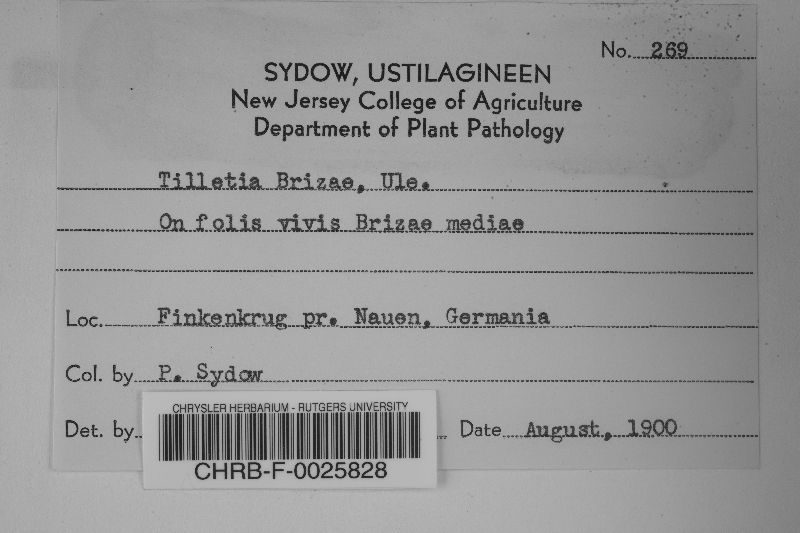 No. 269
SYDOW, USTILAGINEEN
New Jersey College of Agriculture
Department of Plant Pathology
Tilletia Brizae, Ule.
On folis vivis Brizae mediae
Loc. Finkenkrug pr. Nauen, Germania
Col. by P. Sydow
Det. by
Date August, 1900
CHRYSLER HERBARIUM - RUTGERS UNIVERSITY
CHRB-F-0025828